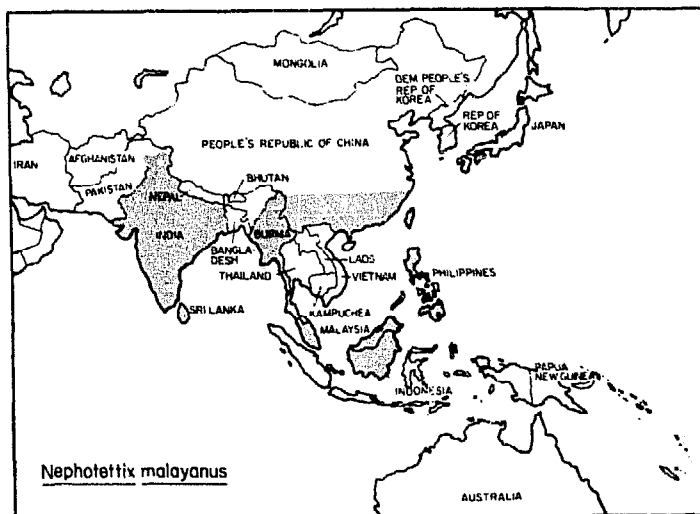 MONGOLIA
DEM PEOPLE'S
REP OF
KOREA
REP OF
KOREA
JAPAN
PEOPLE'S REPUBLIC OF CHINA
IRAN
AFGHANISTAN
PAKISTAN
NEPAL
BHUTAN
INDIA
BURMA
BANGLA
DESH
LAOS
THAILAND
VIETNAM
PHILIPPINES
KAMPUCHEA
SRI LANKA
MALAYSIA
PAPUA
NEW GUINEA
INDONESIA
Nephotettix malayanus
AUSTRALIA